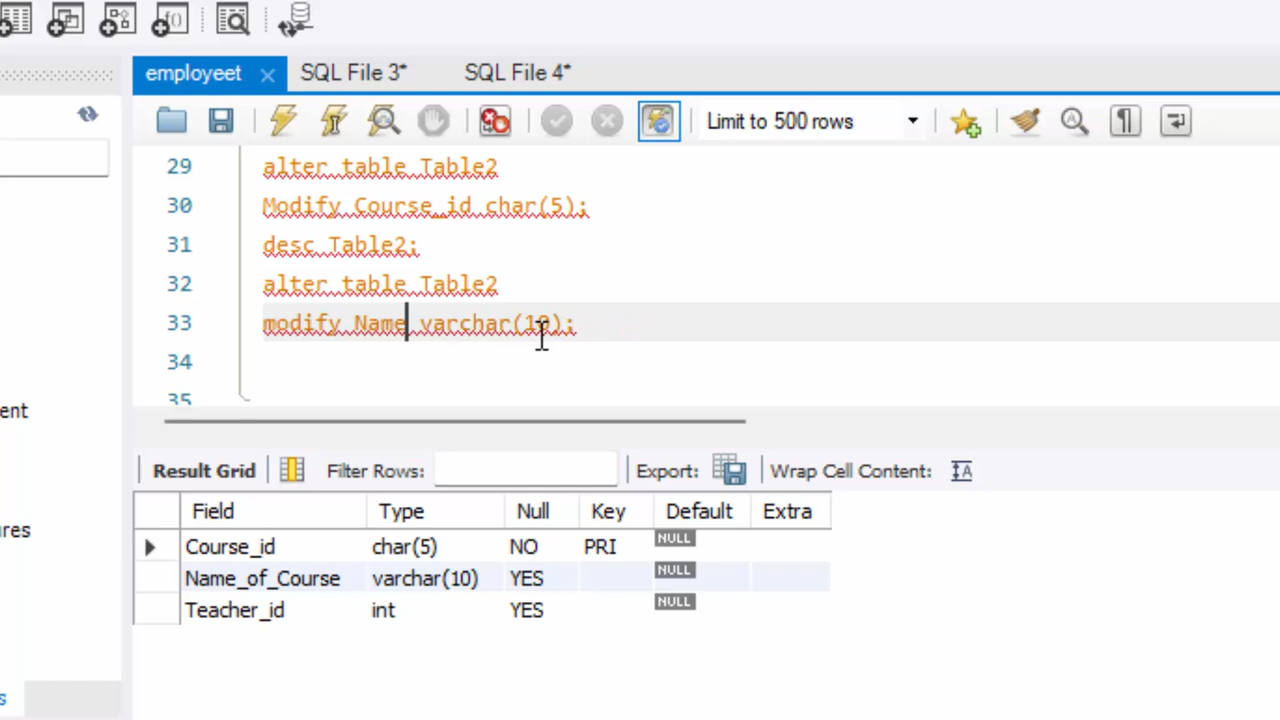 employeet
SQL File 3*
SQL File 4*
Limit to 500 rows
29 alter table Table2
30 Modify Course_id char(5);
31 desc Table2;
32 alter table Table2
33 modify Name varchar(10);
34
35
ent
ures
s
Result Grid Filter Rows: Export: Wrap Cell Content:
Field Type Null Key Default Extra
Course_id char(5) NO PRI NULL
Name_of_Course varchar(10) YES NULL
Teacher_id int YES NULL